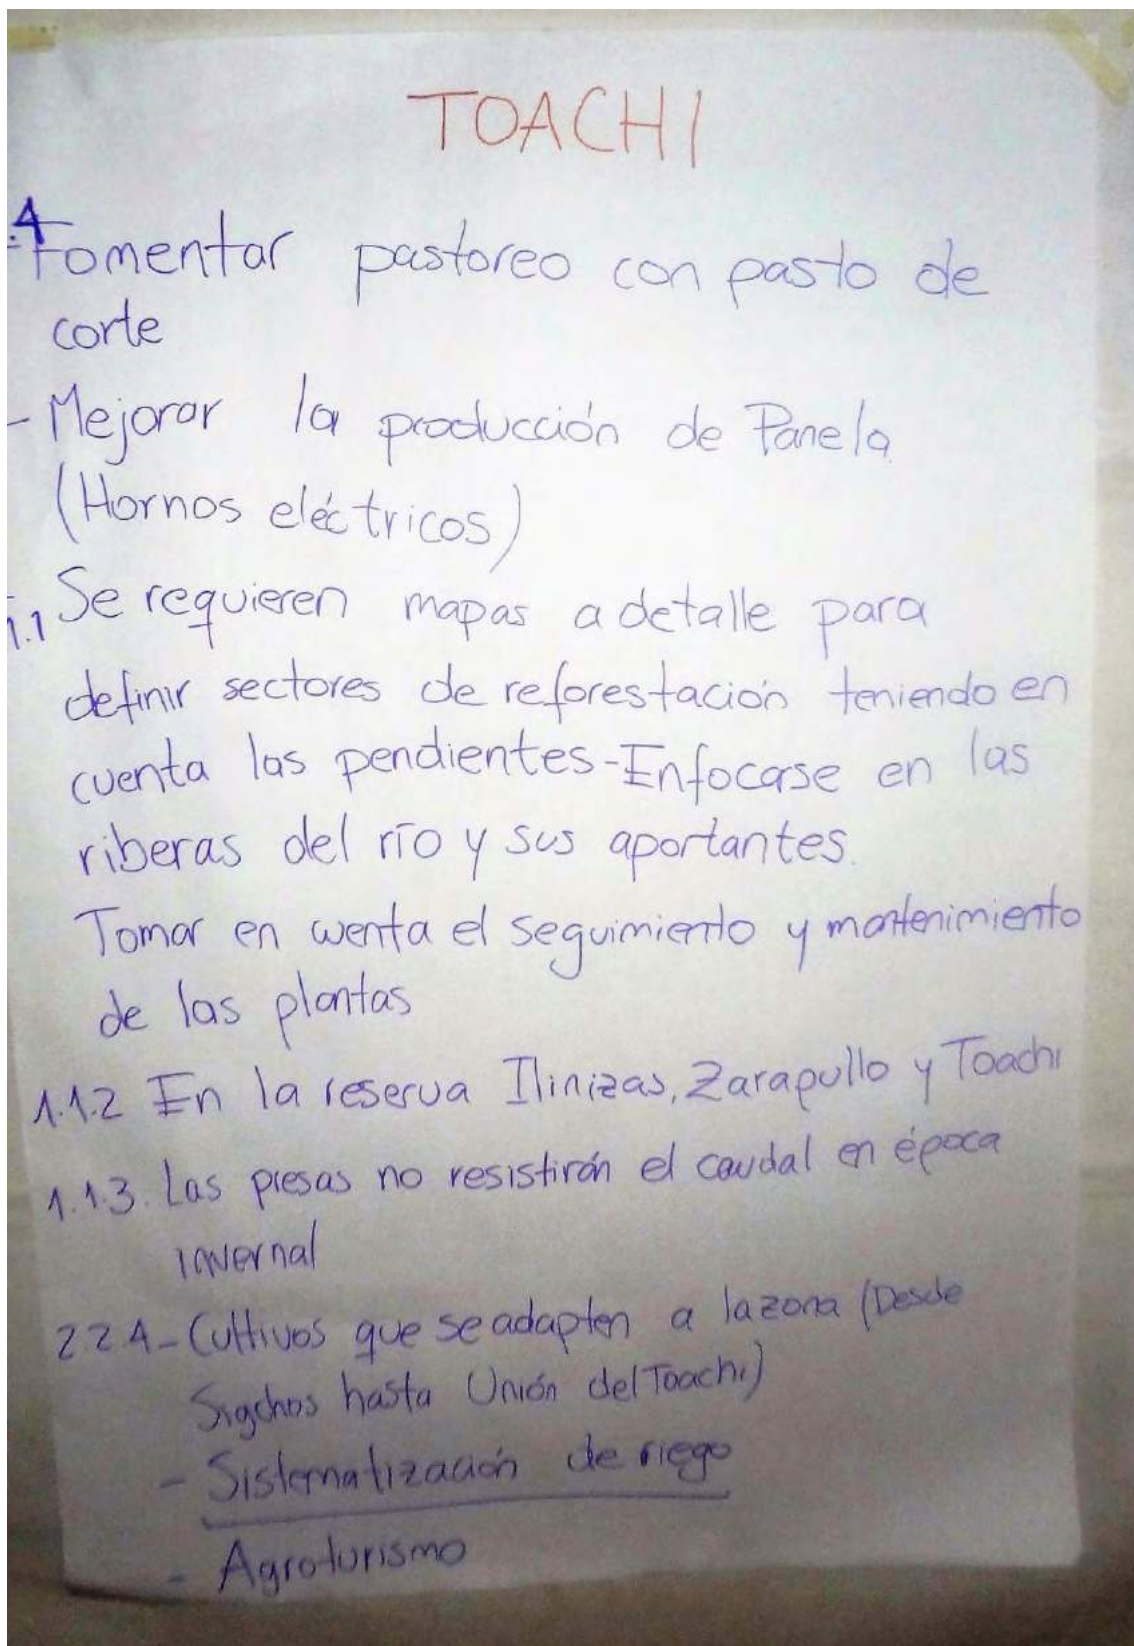 TOACHI
.4
-Fomentar pastoreo con pasto de
corte
- Mejorar la producción de Panela
(Hornos eléctricos)
- Se requieren mapas a detalle para
1.1
definir sectores de reforestación teniendo en
cuenta las pendientes-Enfocase en las
riberas del río y sus aportantes.
Tomar en cuenta el seguimiento y mantenimiento
de las plantas
1.1.2 En la reserva Ilinizas, Zarapullo y Toachi
1.1.3. Las presas no resistirán el caudal en época
invernal
2 2 4- Cultivos que se adapten a la zona (Desde
Sigchos hasta Unión del Toachi)
- Sistematización de riego
- Agroturismo